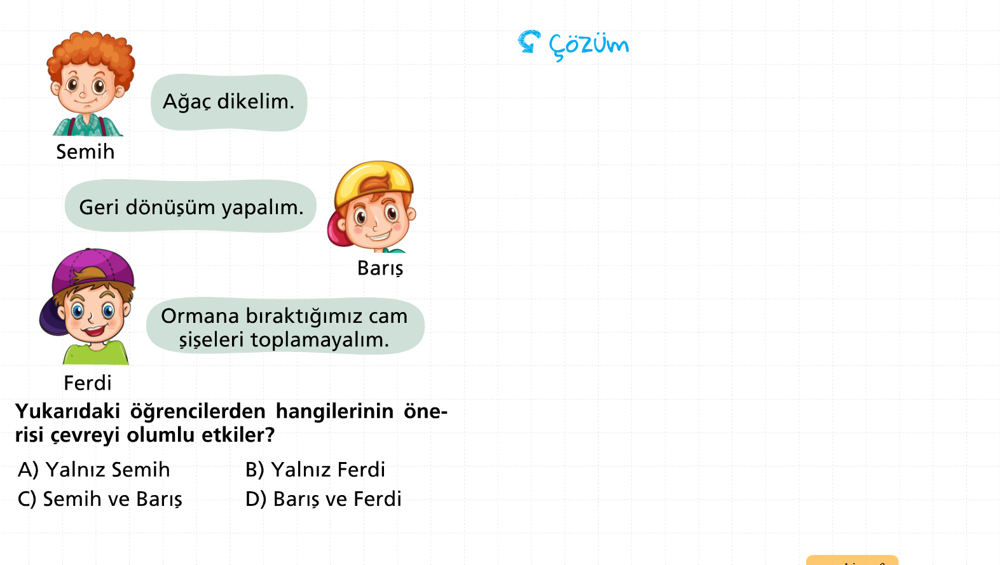 Çözüm
Ağaç dikelim.
Semih
Geri dönüşüm yapalım.
Barış
Ormana bıraktığımız cam
şişeleri toplamayalım.
Ferdi
Yukarıdaki öğrencilerden hangilerinin öne-
risi çevreyi olumlu etkiler?
A) Yalnız Semih B) Yalnız Ferdi
C) Semih ve Barış D) Barış ve Ferdi